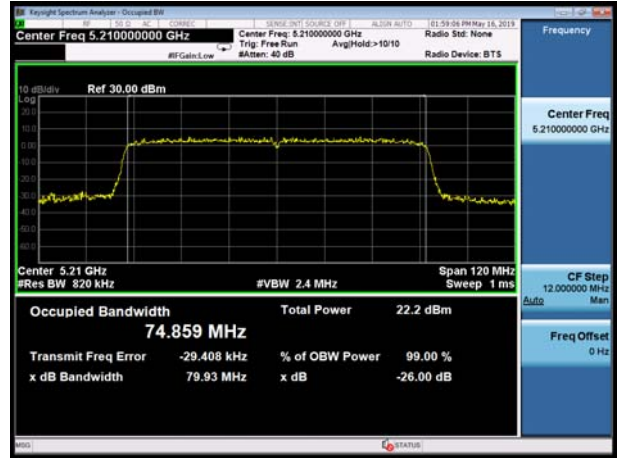 Keysight Spectrum Analyzer - Occupied BW
RF 50 Ω AC CORREC SENSE:INT SOURCE OFF ALIGN AUTO 01:59:06 PM May 16, 2019
Center Freq 5.210000000 GHz Center Freq: 5.210000000 GHz Radio Std: None
Trig: Free Run Avg|Hold:>10/10
#IFGain:Low #Atten: 40 dB Radio Device: BTS
Frequency
10 dB/div Ref 30.00 dBm
Log
20.0
10.0
0.00
-10.0
-20.0
-30.0
-40.0
-50.0
-60.0
Center Freq
5.210000000 GHz
Center 5.21 GHz Span 120 MHz
#Res BW 820 kHz #VBW 2.4 MHz Sweep 1 ms
CF Step
12.000000 MHz
Auto Man
Occupied Bandwidth Total Power 22.2 dBm
74.859 MHz
Transmit Freq Error -29.408 kHz % of OBW Power 99.00 %
x dB Bandwidth 79.93 MHz x dB -26.00 dB
Freq Offset
0 Hz
MSG STATUS